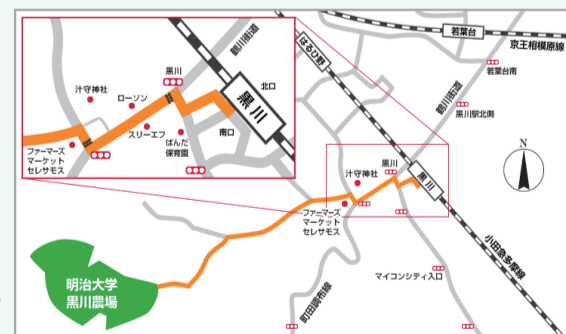 鶴川街道
黒川
北口
汁守神社
ローソン
黒川
スリーエフ
南口
ぱんだ
保育園
ファーマーズ
マーケット
セレサモス
はるひ野
若葉台
京王相模原線
若葉台南
鶴川街道
黒川駅北側
N
黒川
汁守神社
黒川
ファーマーズ
マーケット
セレサモス
小田急多摩線
明治大学
黒川農場
町田調布線
マイコンシティ入口